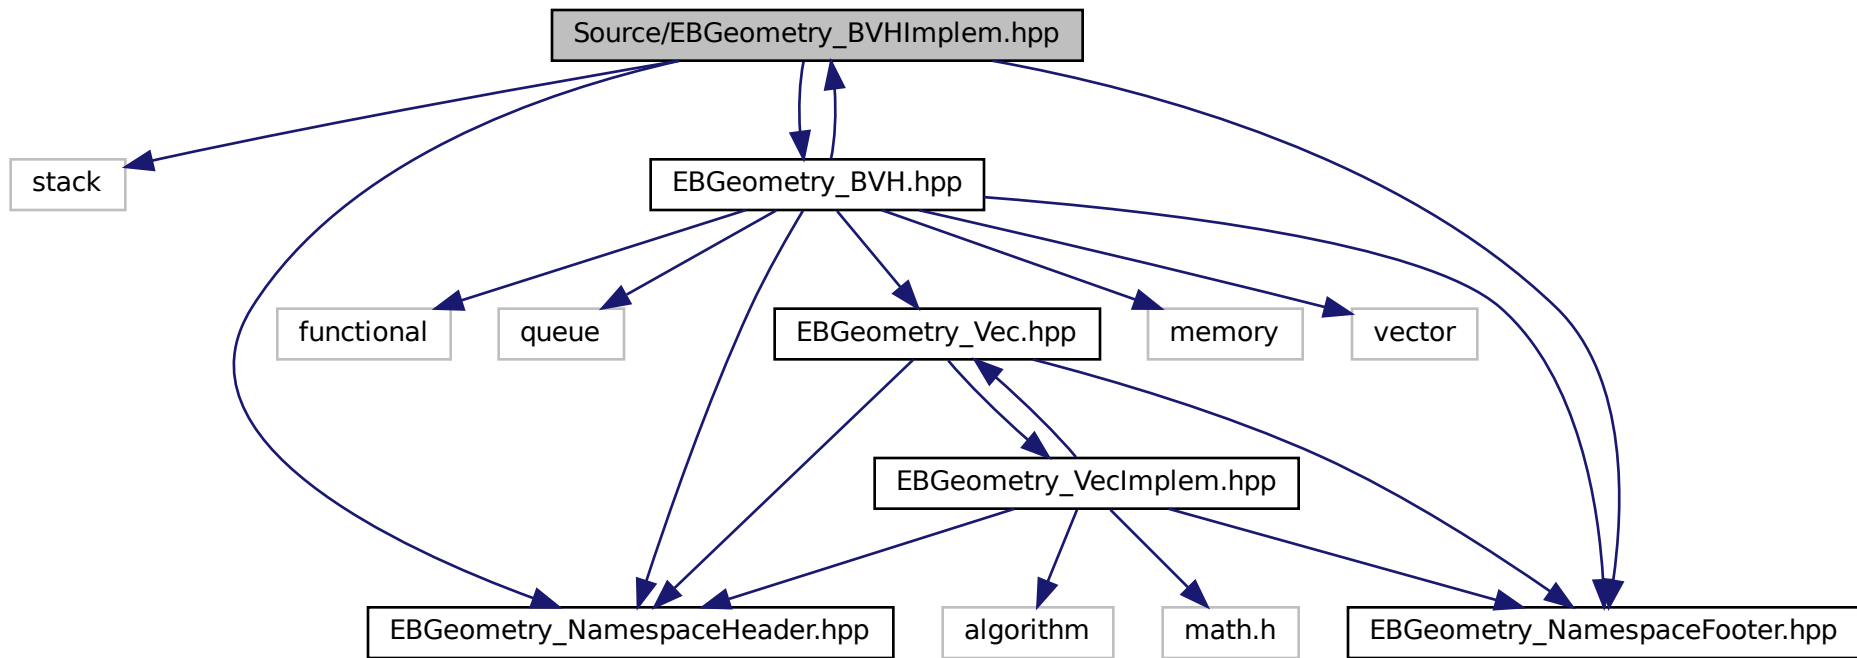 Source/EBGeometry_BVHImplem.hpp
stack
EBGeometry_BVH.hpp
functional
queue
EBGeometry_Vec.hpp
memory
vector
EBGeometry_VecImplem.hpp
EBGeometry_NamespaceHeader.hpp
algorithm
math.h
EBGeometry_NamespaceFooter.hpp